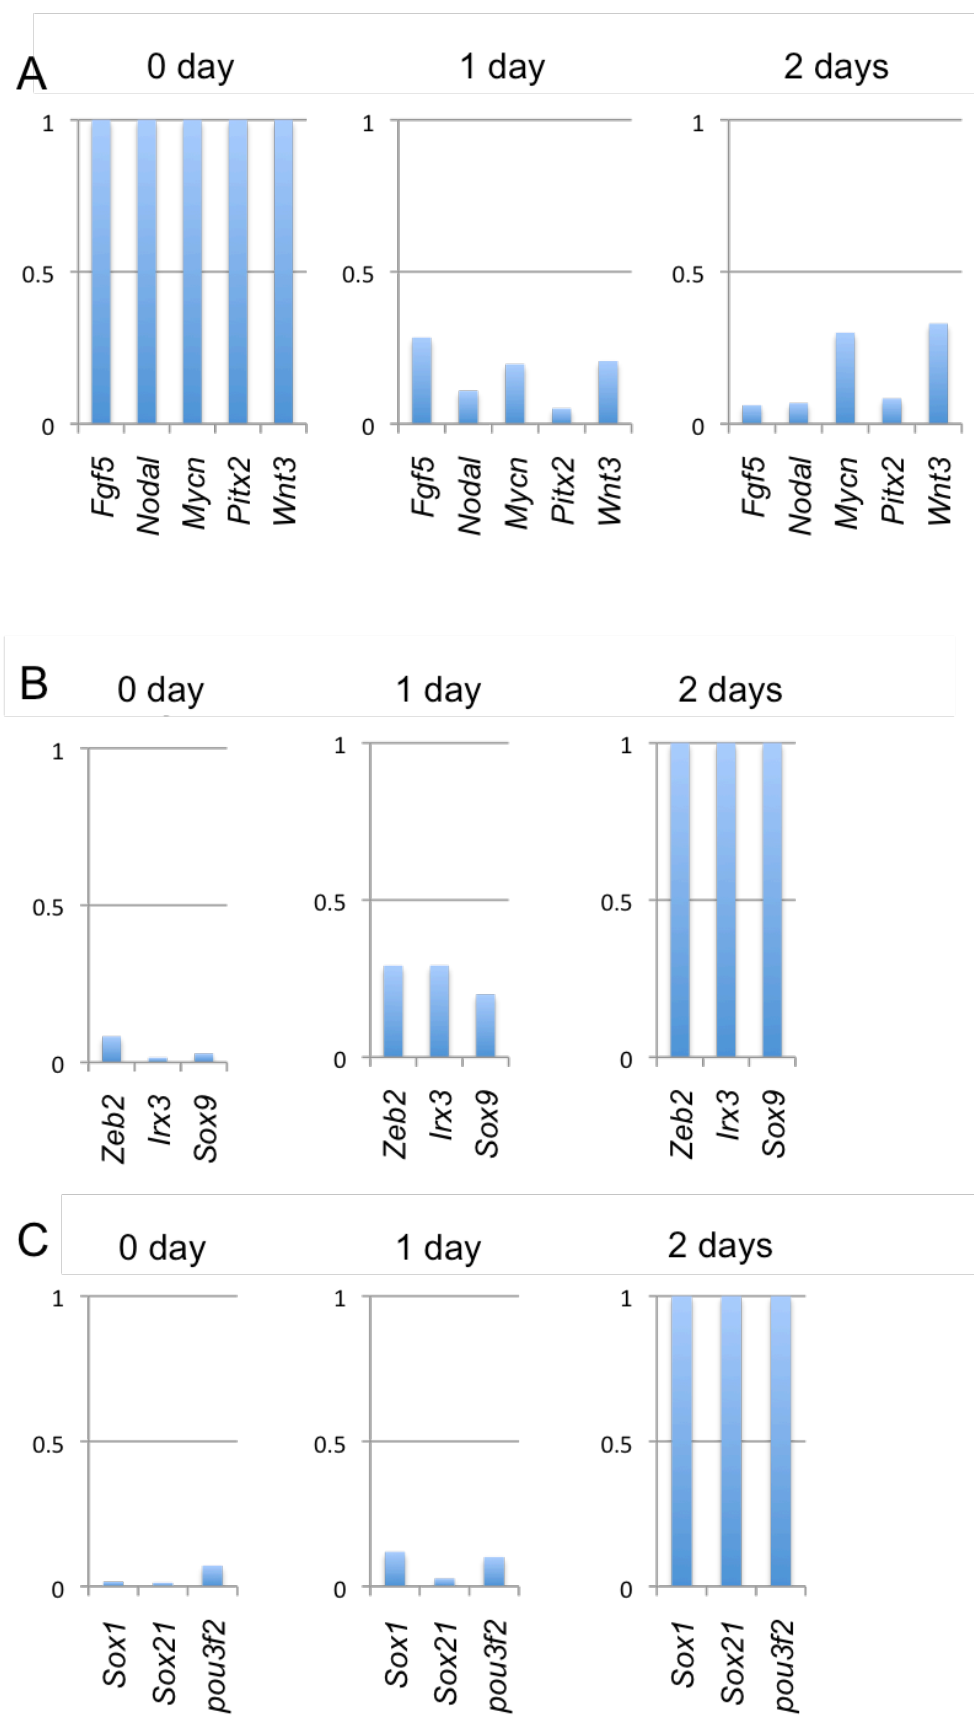 A
0 day 1 day 2 days
1 1 1
0.5 0.5 0.5
0 0 0
Fgf5 Nodal Mycn Pitx2 Wnt3 Fgf5 Nodal Mycn Pitx2 Wnt3 Fgf5 Nodal Mycn Pitx2 Wnt3
B
0 day 1 day 2 days
1 1 1
0.5 0.5 0.5
0 0 0
Zeb2 Irx3 Sox9 Zeb2 Irx3 Sox9 Zeb2 Irx3 Sox9
C
0 day 1 day 2 days
1 1 1
0.5 0.5 0.5
0 0 0
Sox1 Sox21 pou3f2 Sox1 Sox21 pou3f2 Sox1 Sox21 pou3f2